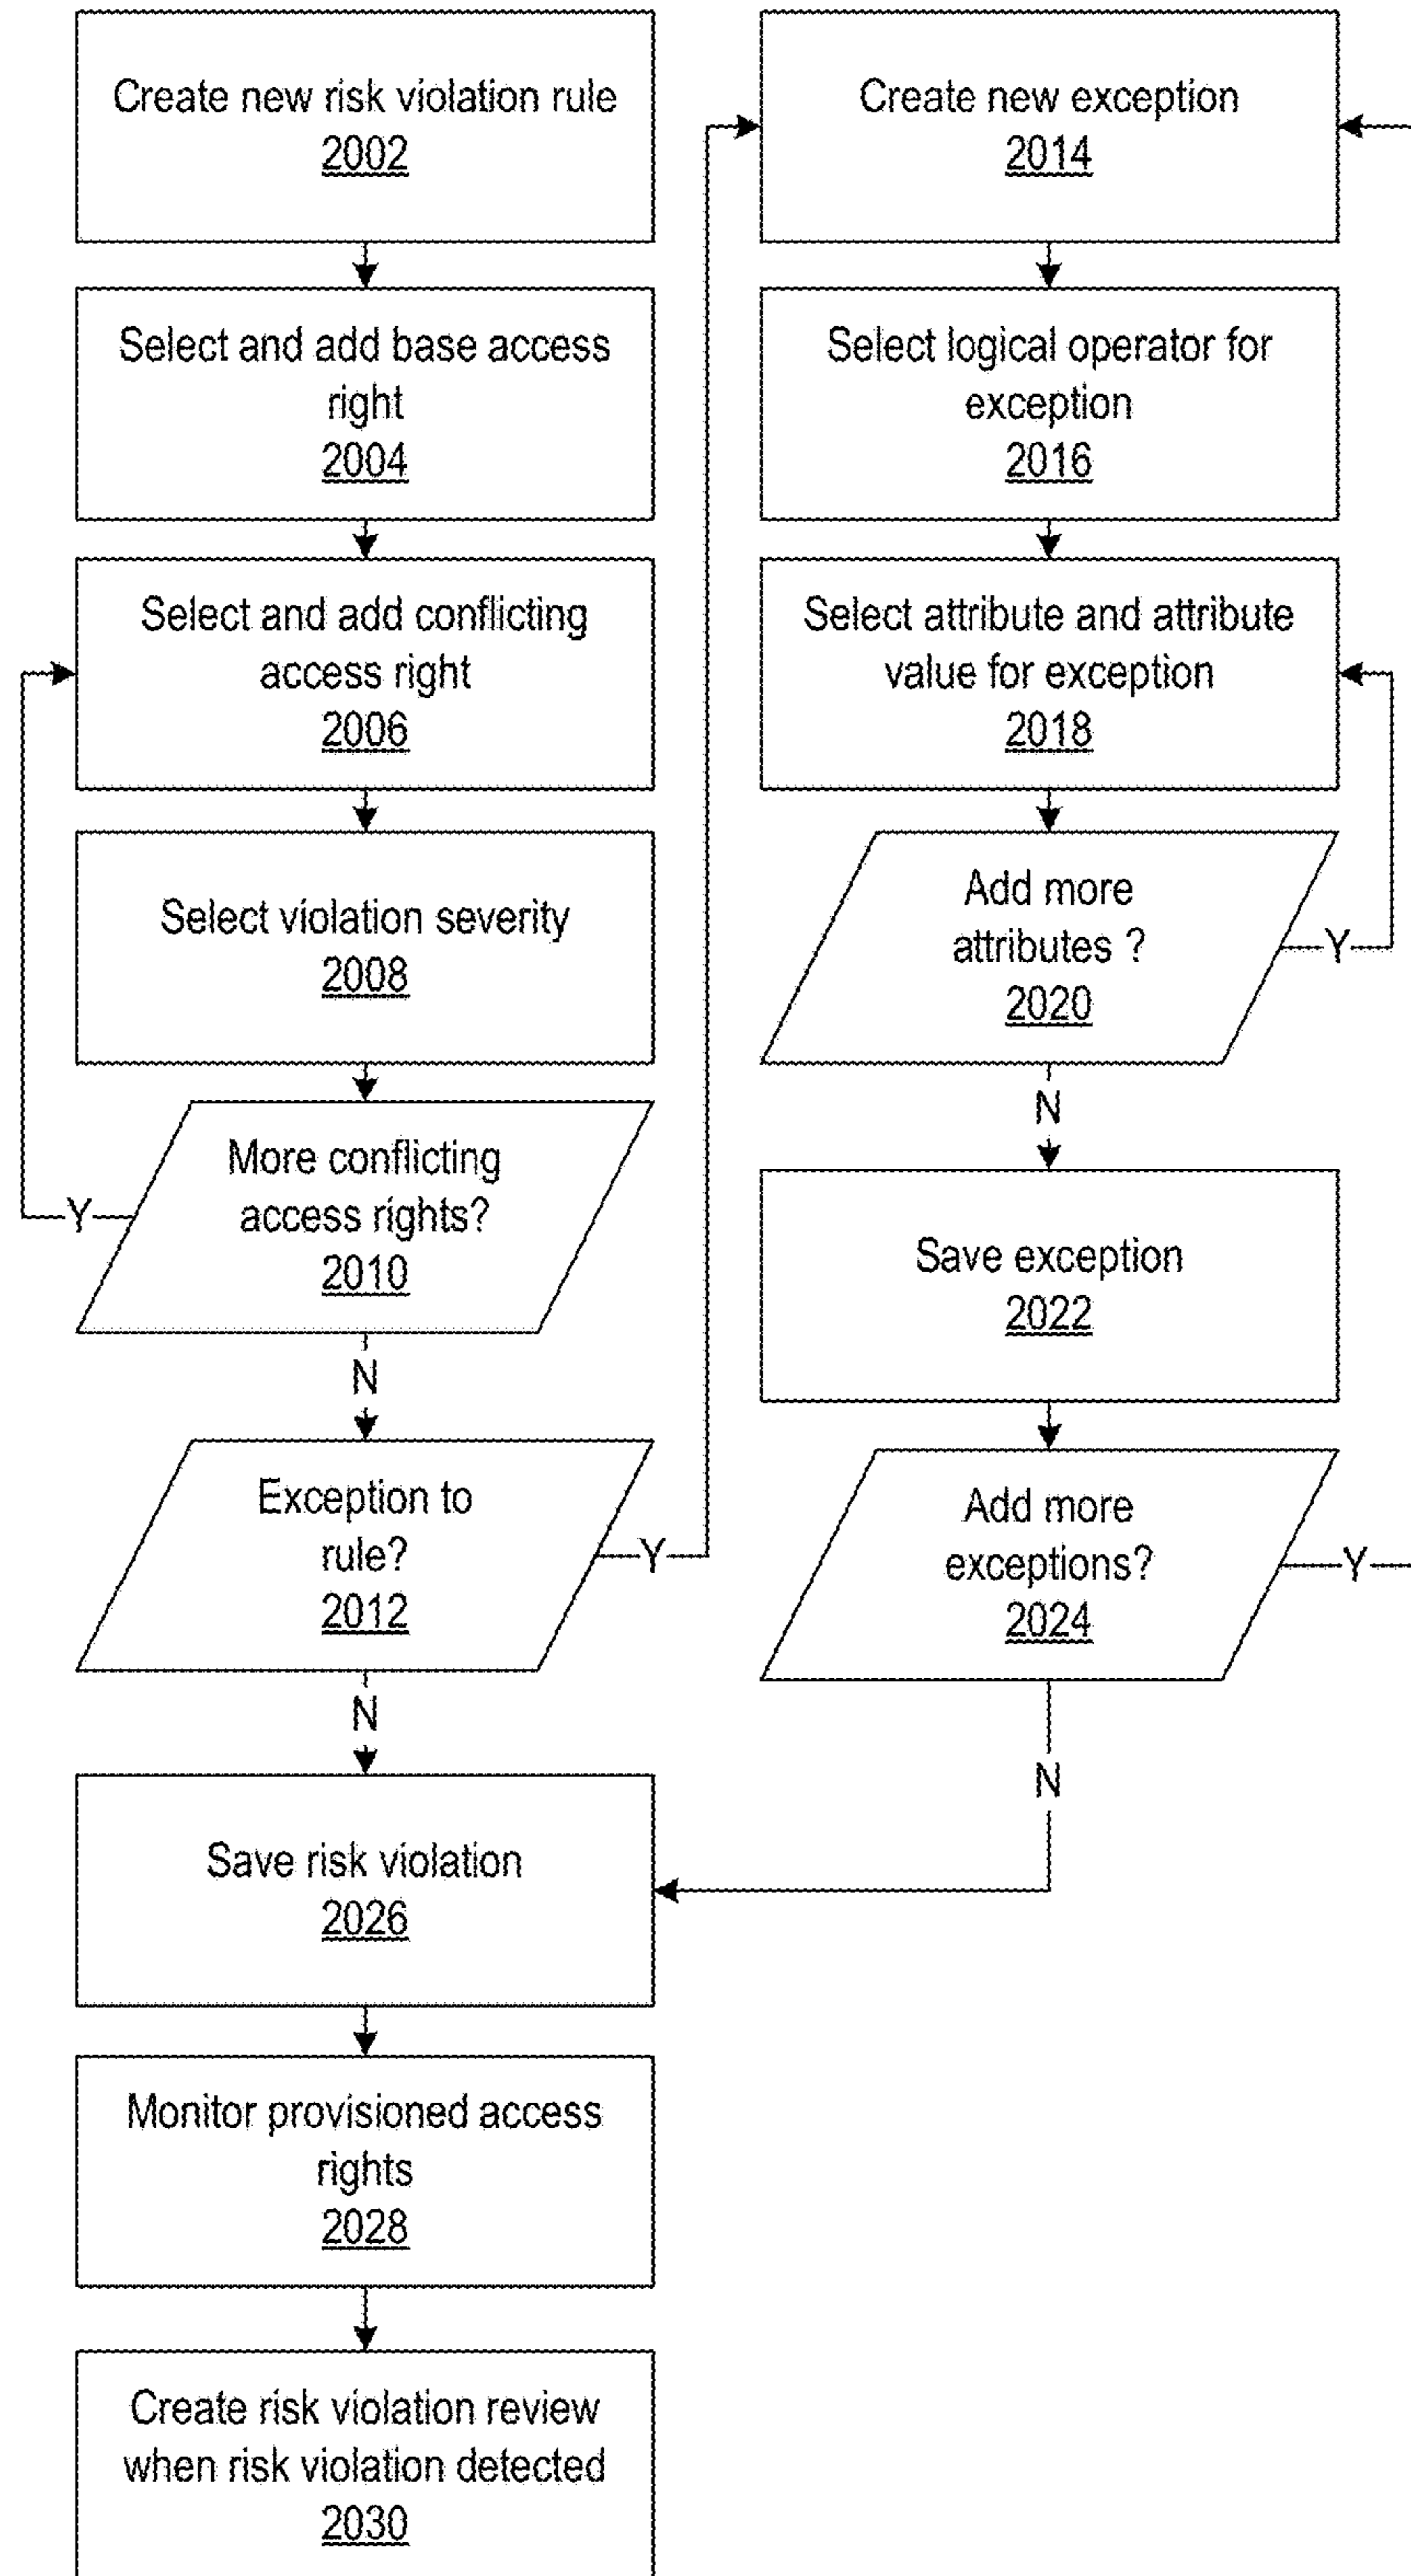 Create new risk violation rule
2002
Select and add base access
right
2004
Select and add conflicting
access right
2006
Select violation severity
2008
More conflicting
access rights?
2010
Y
N
Exception to
rule?
2012
Y
N
Create new exception
2014
Select logical operator for
exception
2016
Select attribute and attribute
value for exception
2018
Add more
attributes ?
2020
Y
N
Save exception
2022
Add more
exceptions?
2024
Y
N
Save risk violation
2026
Monitor provisioned access
rights
2028
Create risk violation review
when risk violation detected
2030